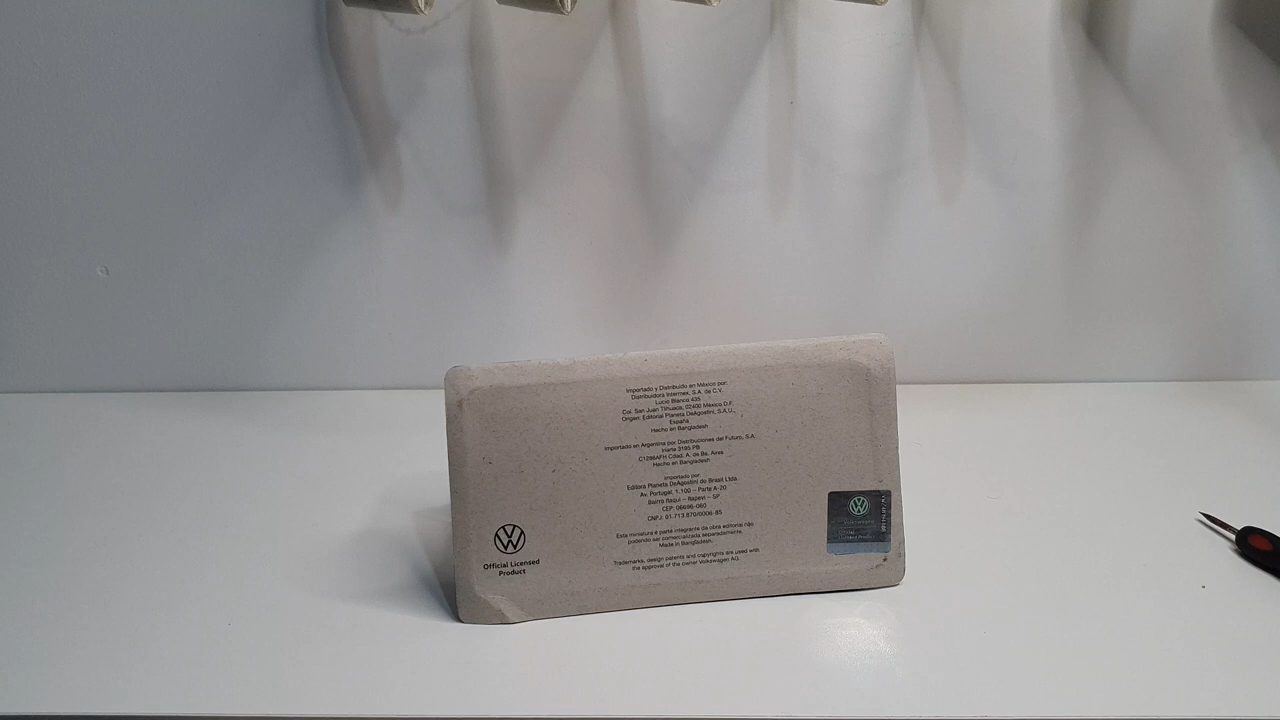 Importado y Distribuido en México por:
Distribuidora Intermex, S.A. de C.V.
Lucio Blanco 435
Col. San Juan Tlihuaca, 02400 México D.F.
Origen: Editorial Planeta DeAgostini, S.A.U.,
España
Hecho en Bangladesh
Importado en Argentina por Distribuciones del Futuro, S.A.
Iriarte 3195 PB
C1286AFH Cdad. A. de Bs. Aires
Hecho en Bangladesh
Importado por:
Editora Planeta DeAgostini do Brasil Ltda.
Av. Portugal, 1.100 – Parte A-20
Bairro Itaqui – Itapevi – SP
CEP: 06696-060
CNPJ: 01.713.870/0006-85
Esta miniatura é parte integrante da obra editorial não
podendo ser comercializada separadamente.
Made in Bangladesh.
Trademarks, design patents and copyrights are used with
the approval of the owner Volkswagen AG.
Official Licensed
Product
Volkswagen
Licensed Product